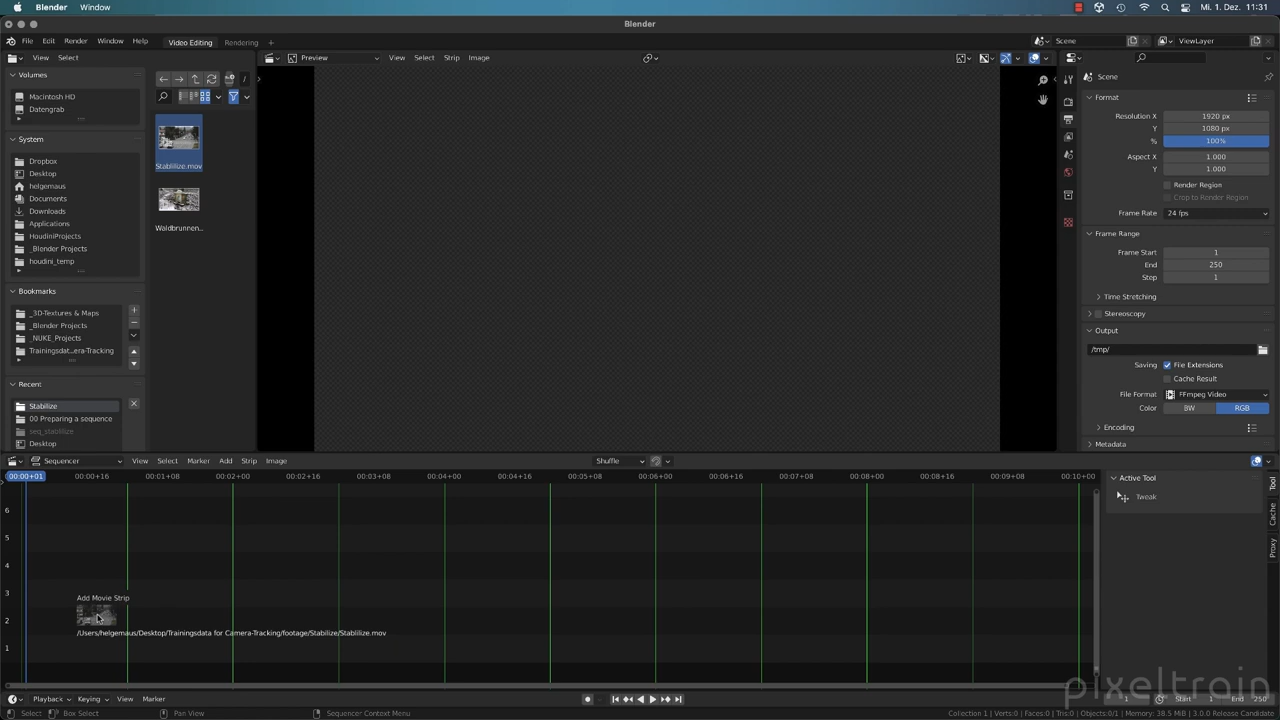 Blender Window Mi. 1. Dez. 11:31
Blender
File Edit Render Window Help Video Editing Rendering + Scene ViewLayer
View Select Preview View Select Strip Image Scene
Volumes
Macintosh HD
Datengrab
System
Dropbox
Desktop
helgemaus
Documents
Downloads
Applications
HoudiniProjects
_Blender Projects
houdini_temp
Bookmarks
_3D-Textures & Maps
_Blender Projects
_NUKE_Projects
Trainingsdat...era-Tracking
Recent
Stabilize
00 Preparing a sequence
seq_stabilize
Desktop
/
Stablilize.mov
Waldbrunnen...
Format
Resolution X 1920 px
Y 1080 px
% 100%
Aspect X 1.000
Y 1.000
Render Region
Crop to Render Region
Frame Rate 24 fps
Frame Range
Frame Start 1
End 250
Step 1
Time Stretching
Stereoscopy
Output
/tmp/
Saving File Extensions
Cache Result
File Format FFmpeg Video
Color BW RGB
Encoding
Metadata
Sequencer View Select Marker Add Strip Image Shuffle
00:00+01 00:00+16 00:01+08 00:02+00 00:02+16 00:03+08 00:04+00 00:04+16 00:05+08 00:06+00 00:06+16 00:07+08 00:08+00 00:08+16 00:09+08 00:10+00
6
5
4
3
2
1
Add Movie Strip
/Users/helgemaus/Desktop/Trainingsdata for Camera-Tracking/footage/Stabilize/Stablilize.mov
Active Tool
Tweak
Tool
Cache
Proxy
pixeltrain
Playback Keying View Marker 1 Start 1 End 250
Select Box Select Pan View Sequencer Context Menu Collection 1 | Verts:0 | Faces:0 | Tris:0 | Objects:0/1 | Memory: 38.5 MiB | 3.0.0 Release Candidate